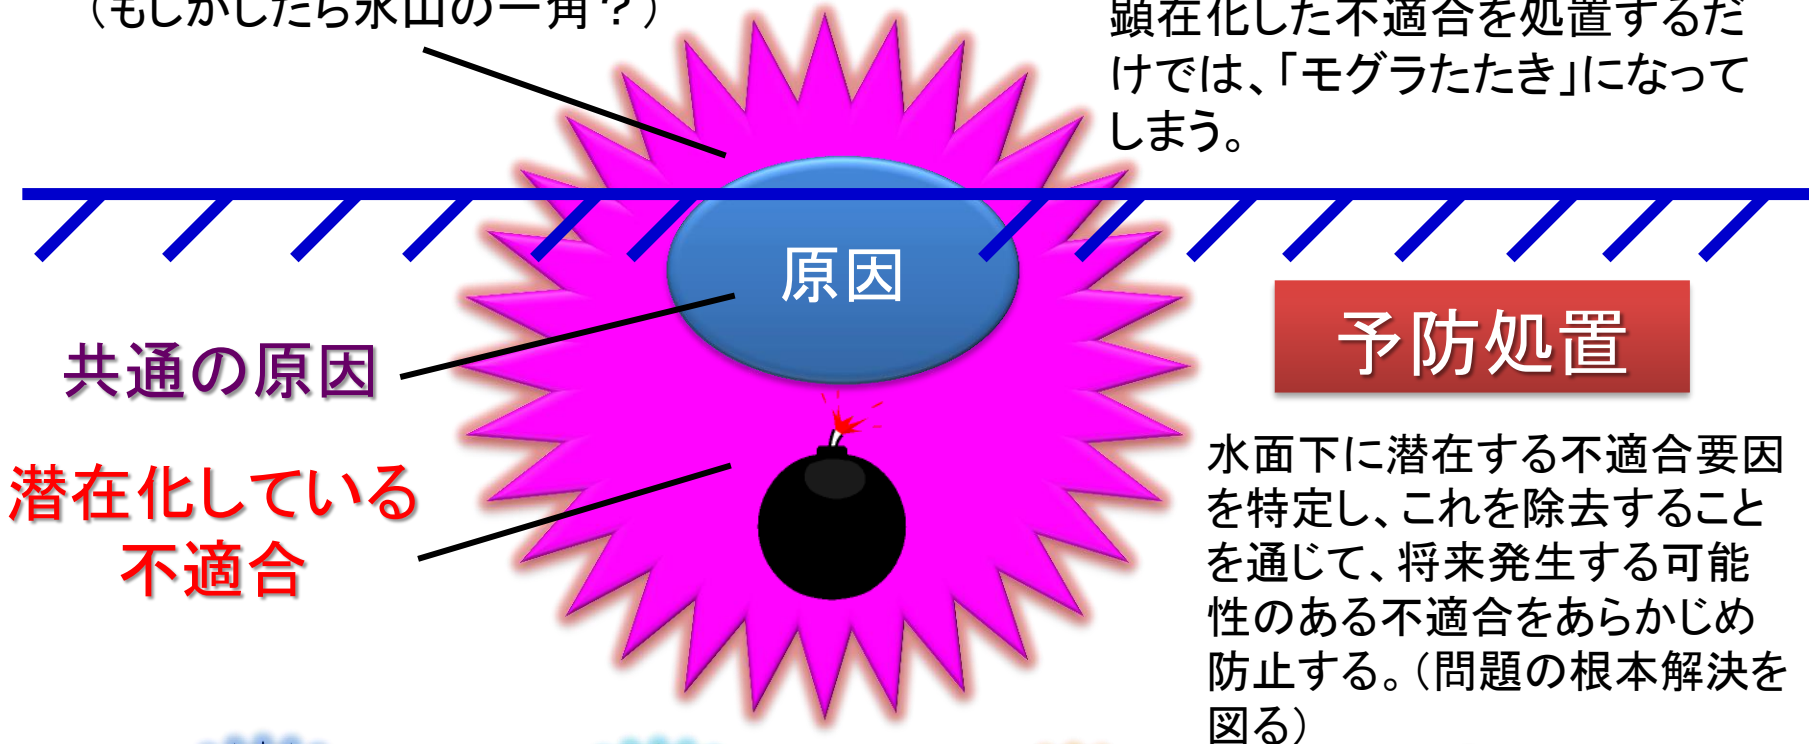 （もしかしたら氷山の一角？）
顕在化した不適合を処置するだ
けでは、「モグラたたき」になって
しまう。
原因
共通の原因
予防処置
潜在化している
不適合
水面下に潜在する不適合要因
を特定し、これを除去すること
を通じて、将来発生する可能
性のある不適合をあらかじめ
防止する。（問題の根本解決を
図る）